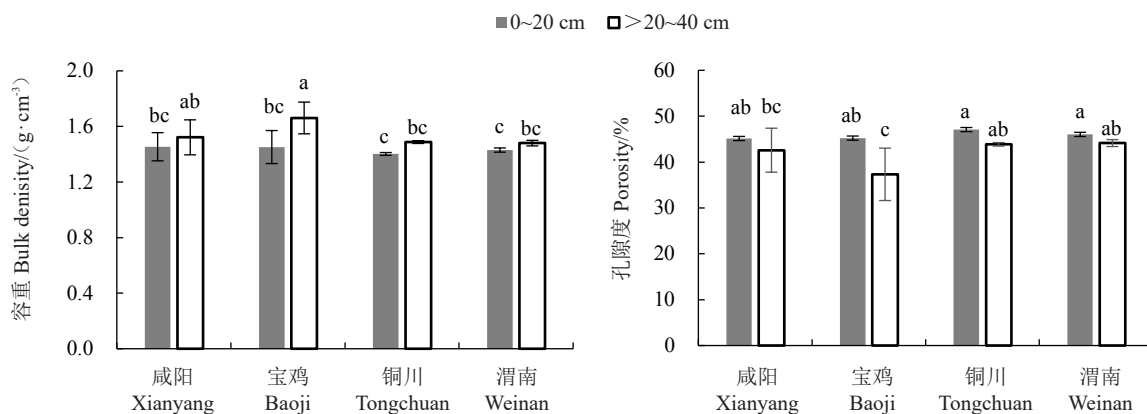 0~20 cm >20~40 cm
容重 Bulk denisity/(g·cm⁻³)
2.0
1.6
1.2
0.8
0.4
0.0
bc ab bc a c bc c bc
咸阳 宝鸡 铜川 渭南
Xianyang Baoji Tongchuan Weinan
孔隙度 Porosity/%
60
50
40
30
20
10
0
ab bc ab c a ab a ab
咸阳 宝鸡 铜川 渭南
Xianyang Baoji Tongchuan Weinan